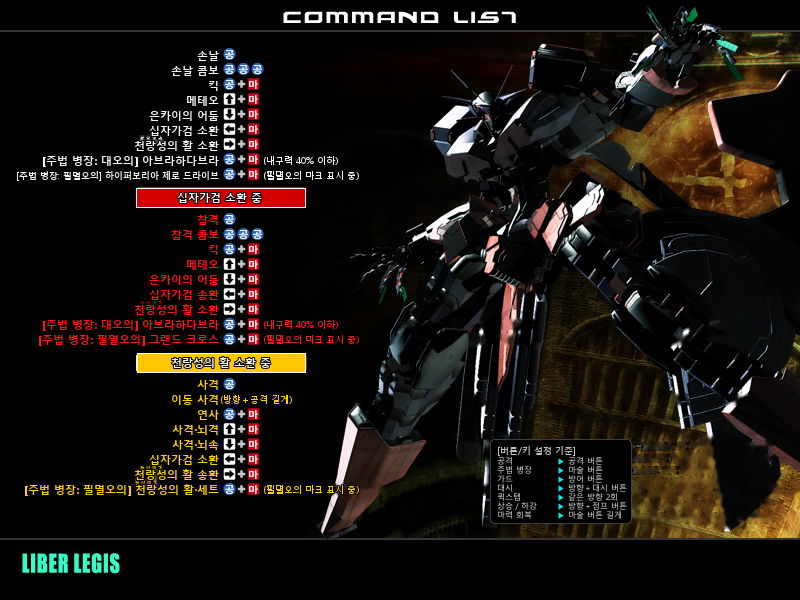 COMMAND LIST
손날 공
손날 콤보 공 공 공
킥 공 + 마
메테오 ↑ + 마
은카이의 어둠 ↓ + 마
십자가검 소환 ← + 마
천랑성의 활 소환 → + 마
[주법 병장: 대오의] 아브라하다브라 공 + 마 (내구력 40% 이하)
[주법 병장: 필멸오의] 하이퍼보리아 제로 드라이브 공 + 마 (필멸오의 마크 표시 중)
십자가검 소환 중
참격 공
참격 콤보 공 공 공
킥 공 + 마
메테오 ↑ + 마
은카이의 어둠 ↓ + 마
십자가검 송환 ← + 마
천랑성의 활 소환 → + 마
[주법 병장: 대오의] 아브라하다브라 공 + 마 (내구력 40% 이하)
[주법 병장: 필멸오의] 그랜드 크로스 공 + 마 (필멸오의 마크 표시 중)
천랑성의 활 소환 중
사격 공
이동 사격(방향 + 공격 길게)
연사 공 + 마
사격·뇌격 ↑ + 마
사격·뇌속 ↓ + 마
십자가검 소환 ← + 마
천랑성의 활 송환 → + 마
[주법 병장: 필멸오의] 천랑성의 활·세트 공 + 마 (필멸오의 마크 표시 중)
[버튼/키 설정 기준]
공격 ▶ 공격 버튼
주법 병장 ▶ 마술 버튼
가드 ▶ 방어 버튼
대시 ▶ 방향 + 대시 버튼
퀵스텝 ▶ 같은 방향 2회
상승 / 하강 ▶ 방향 + 점프 버튼
마력 회복 ▶ 마술 버튼 길게
LIBER LEGIS